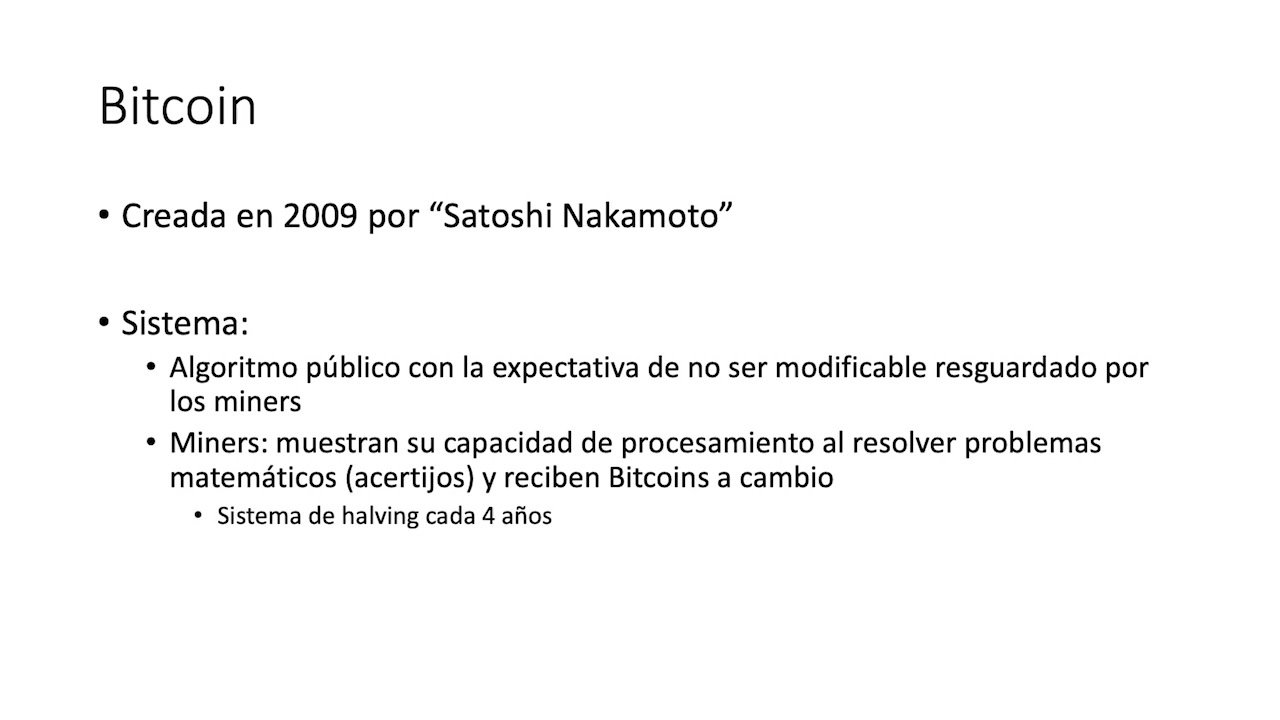 Bitcoin
• Creada en 2009 por “Satoshi Nakamoto”
• Sistema:
• Algoritmo público con la expectativa de no ser modificable resguardado por
los miners
• Miners: muestran su capacidad de procesamiento al resolver problemas
matemáticos (acertijos) y reciben Bitcoins a cambio
• Sistema de halving cada 4 años